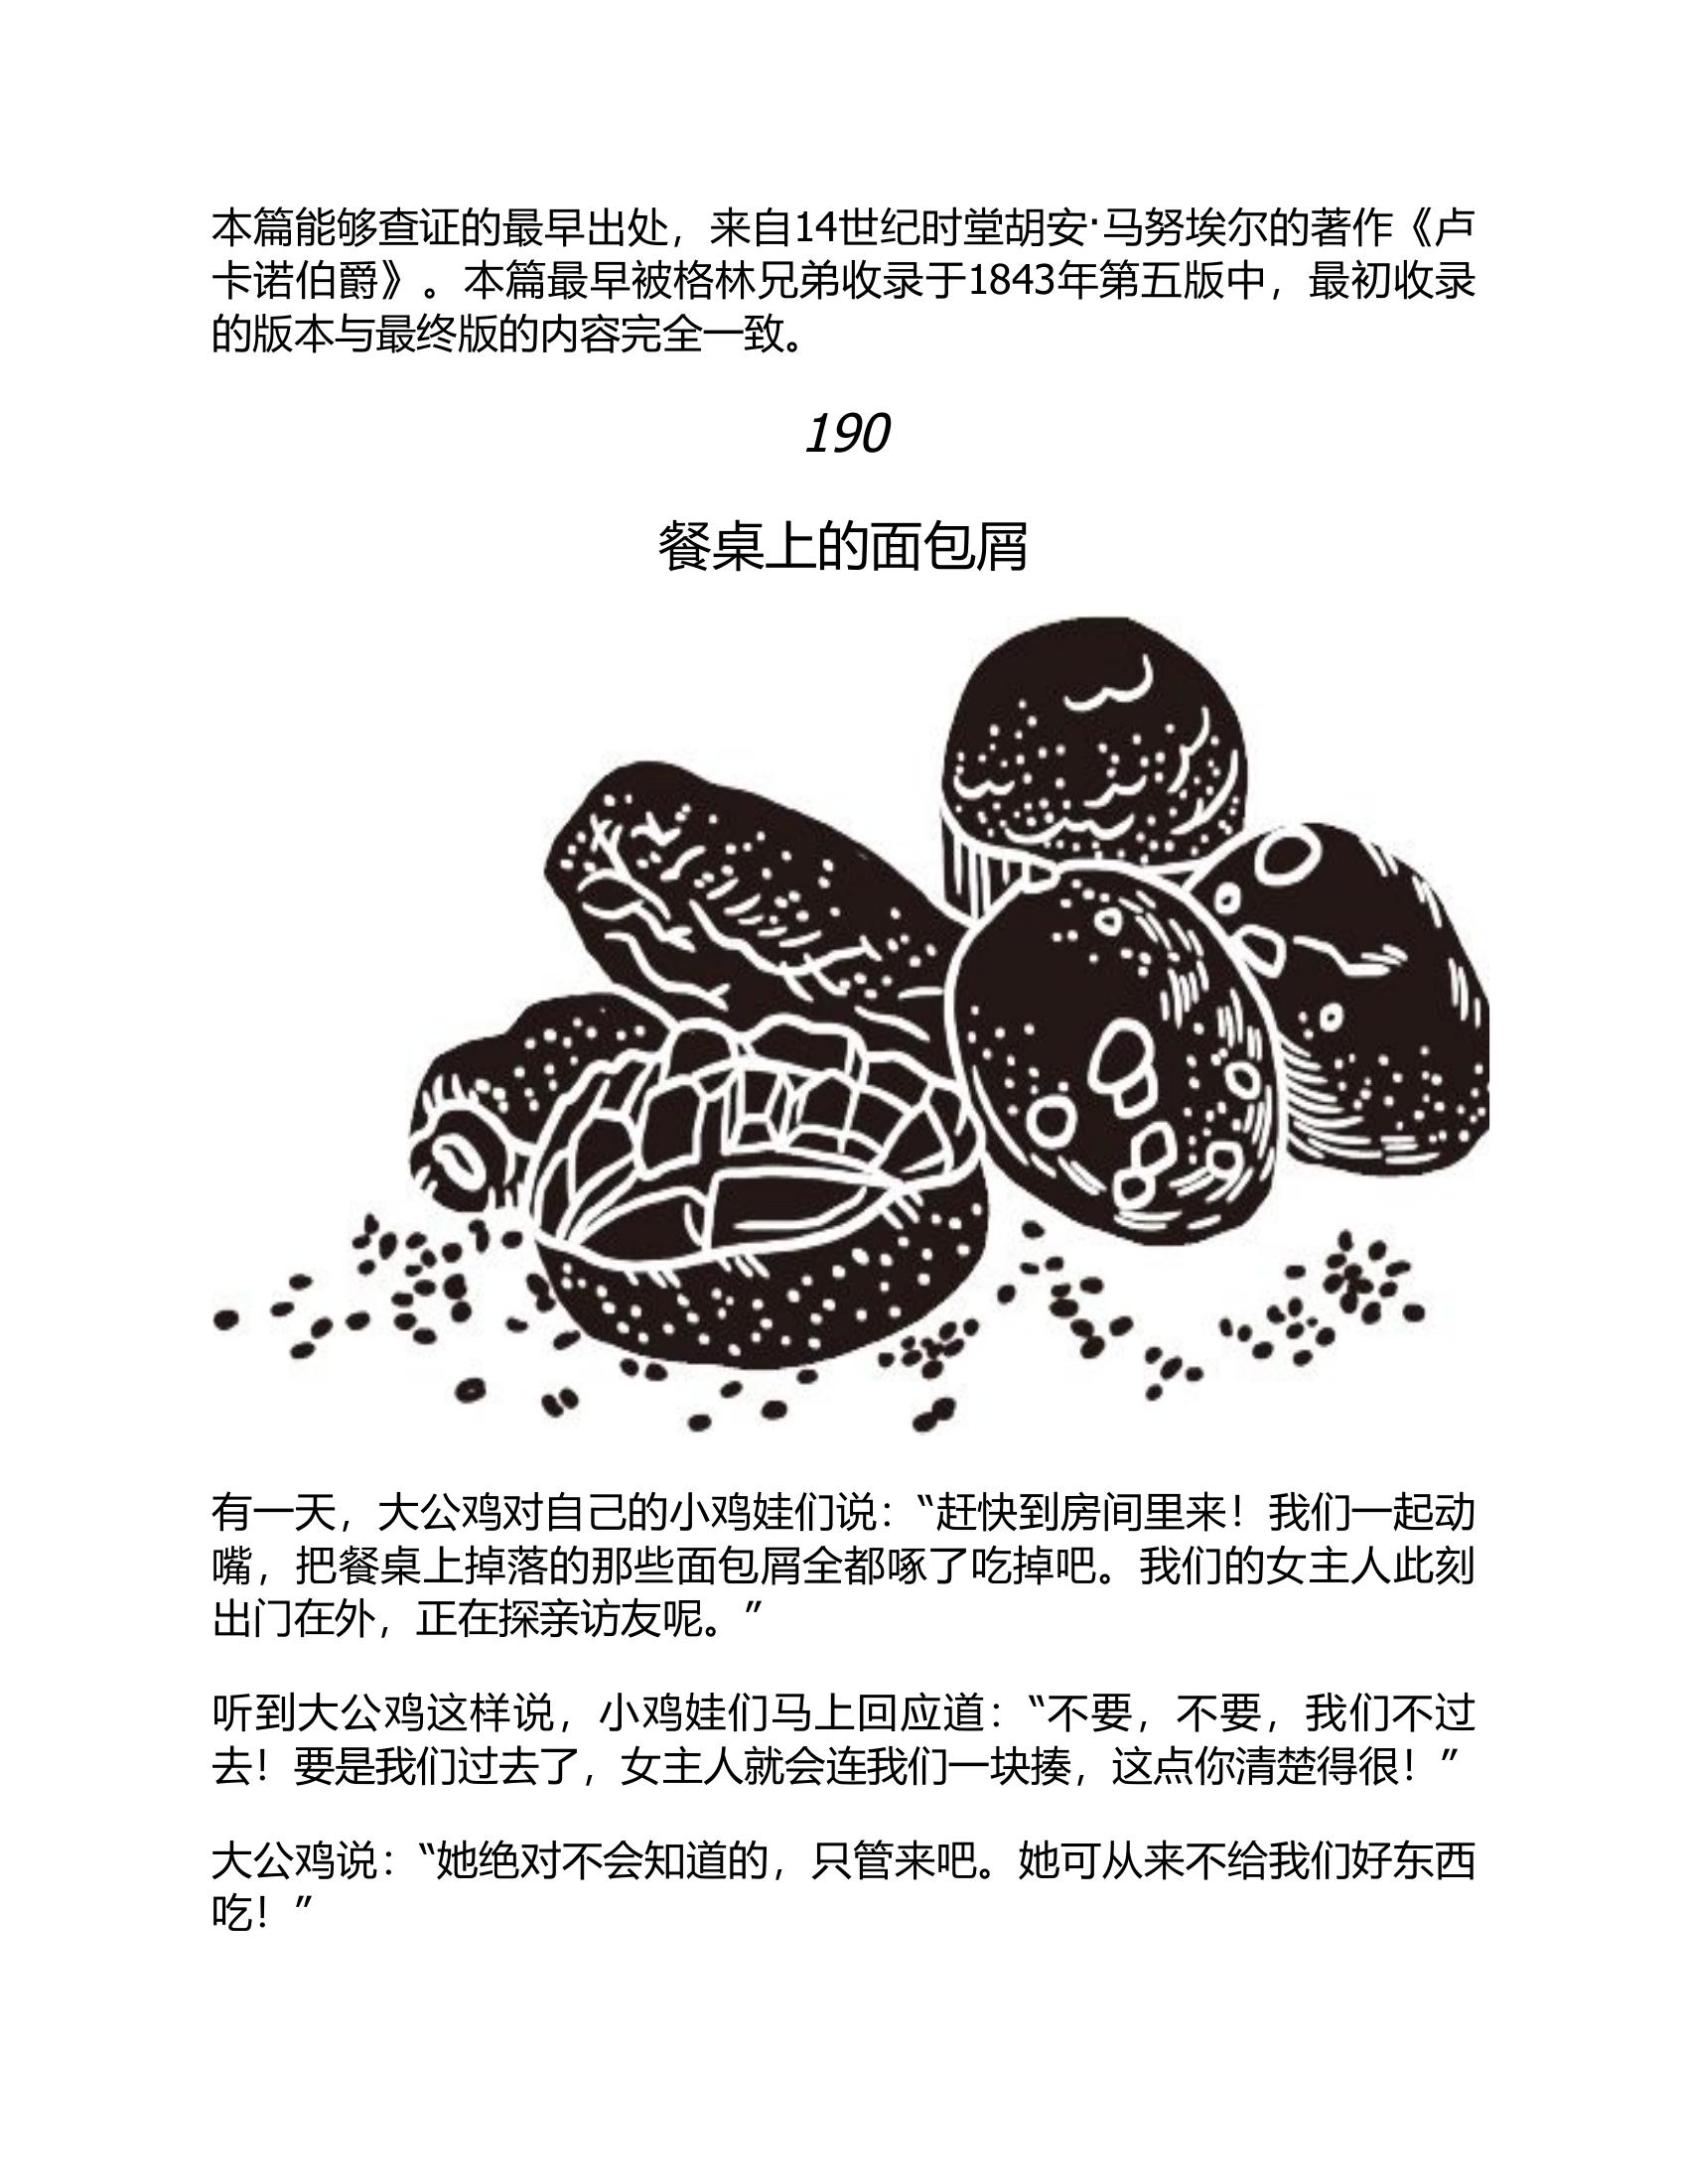 本篇能够查证的最早出处，来自14世纪时堂胡安·马努埃尔的著作《卢
卡诺伯爵》。本篇最早被格林兄弟收录于1843年第五版中，最初收录
的版本与最终版的内容完全一致。
190
餐桌上的面包屑
有一天，大公鸡对自己的小鸡娃们说：“赶快到房间里来！我们一起动
嘴，把餐桌上掉落的那些面包屑全都啄了吃掉吧。我们的女主人此刻
出门在外，正在探亲访友呢。”
听到大公鸡这样说，小鸡娃们马上回应道：“不要，不要，我们不过
去！要是我们过去了，女主人就会连我们一块揍，这点你清楚得很！”
大公鸡说：“她绝对不会知道的，只管来吧。她可从来不给我们好东西
吃！”